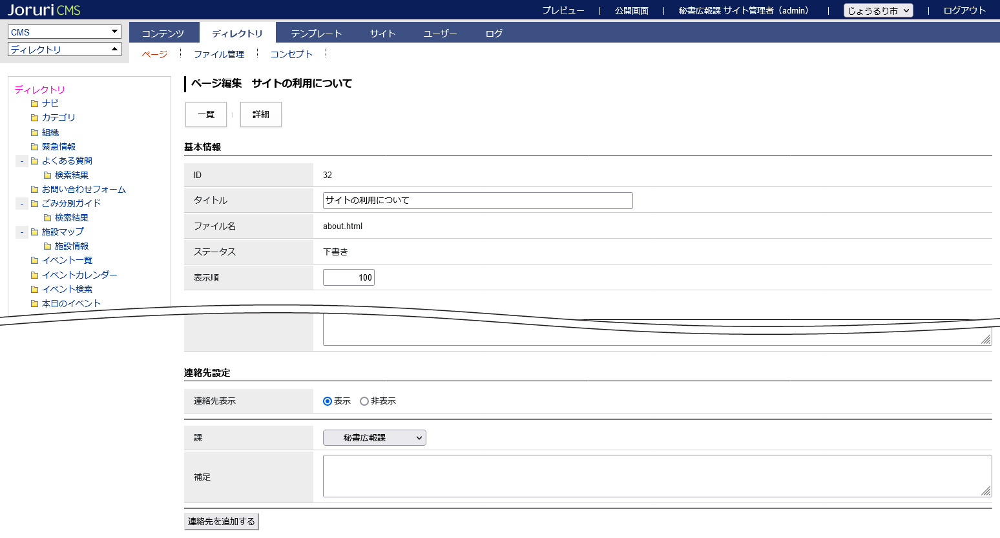 Joruri CMS
プレビュー | 公開画面 | 秘書広報課 サイト管理者（admin） | じょうるり市 | ログアウト
CMS
ディレクトリ
コンテンツ ディレクトリ テンプレート サイト ユーザー ログ
ページ ファイル管理 コンセプト
ディレクトリ
ナビ
カテゴリ
組織
緊急情報
- よくある質問
検索結果
お問い合わせフォーム
- ごみ分別ガイド
検索結果
- 施設マップ
施設情報
イベント一覧
イベントカレンダー
イベント検索
本日のイベント
ページ編集　サイトの利用について
一覧 | 詳細
基本情報
ID 32
タイトル サイトの利用について
ファイル名 about.html
ステータス 下書き
表示順 100
連絡先設定
連絡先表示 表示 非表示
課 秘書広報課
補足
連絡先を追加する